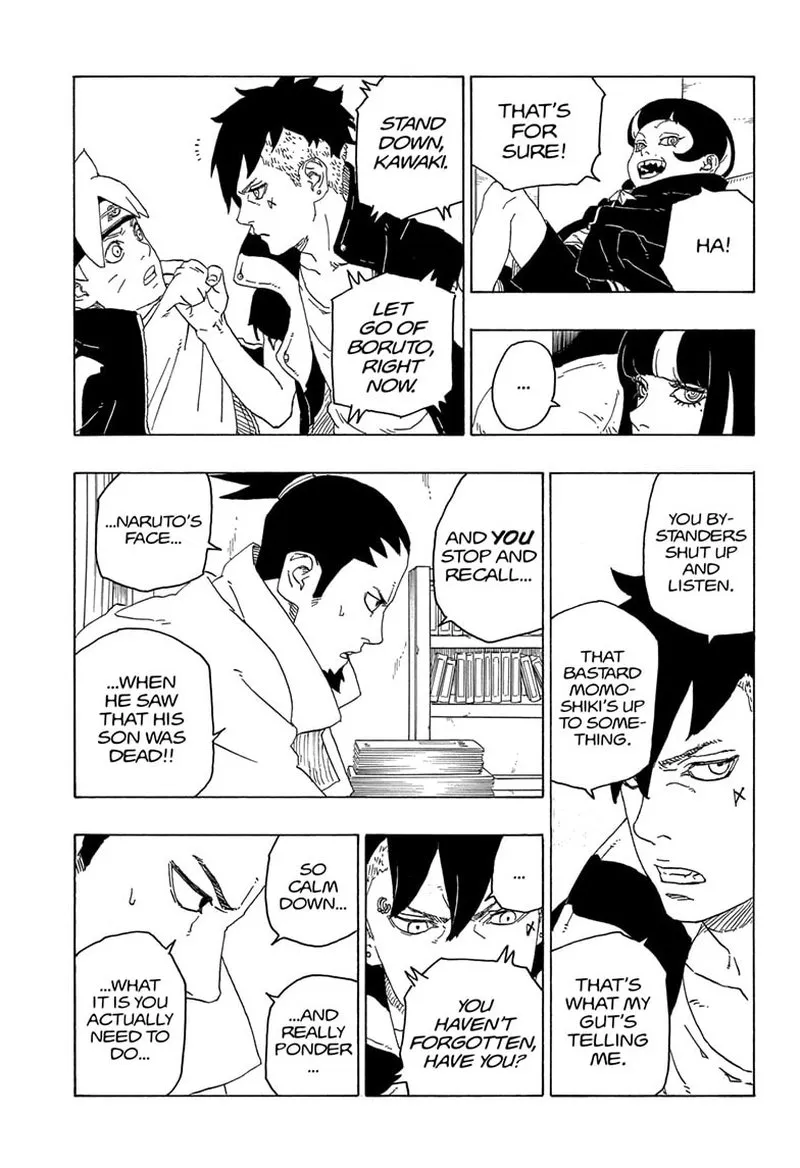 THAT'S
FOR
SURE!
HA!
STAND
DOWN,
KAWAKI.
LET
GO OF
BORUTO,
RIGHT
NOW.
...
YOU BY-
STANDERS
SHUT UP
AND
LISTEN.
THAT
BASTARD
MOMO-
SHIKI'S UP
TO SOME-
THING.
THAT'S
WHAT MY
GUT'S
TELLING
ME.
AND YOU
STOP AND
RECALL...
...NARUTO'S
FACE...
...WHEN
HE SAW
THAT HIS
SON WAS
DEAD!!
...
YOU
HAVEN'T
FORGOTTEN,
HAVE YOU?
SO
CALM
DOWN...
...AND
REALLY
PONDER
...
...WHAT
IT IS YOU
ACTUALLY
NEED TO
DO...